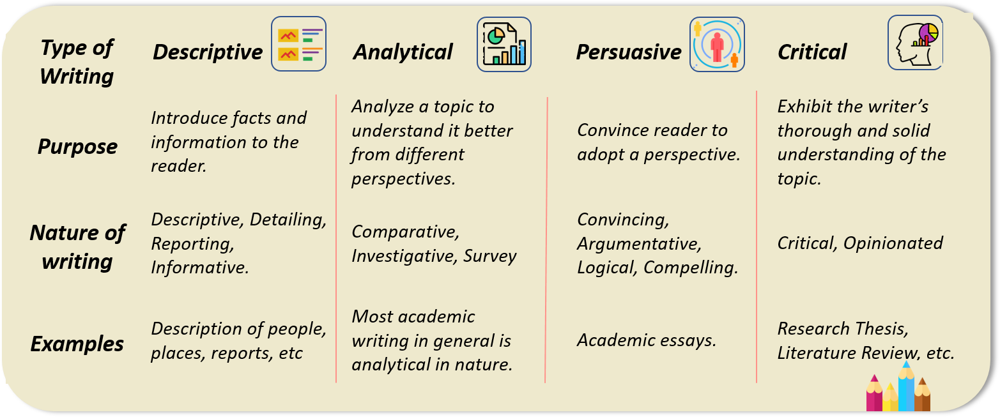 Type of
Writing
Descriptive
Analytical
Persuasive
Critical
Purpose
Introduce facts and
information to the
reader.
Analyze a topic to
understand it better
from different
perspectives.
Convince reader to
adopt a perspective.
Exhibit the writer’s
thorough and solid
understanding of the
topic.
Nature of
writing
Descriptive, Detailing,
Reporting,
Informative.
Comparative,
Investigative, Survey
Convincing,
Argumentative,
Logical, Compelling.
Critical, Opinionated
Examples
Description of people,
places, reports, etc
Most academic
writing in general is
analytical in nature.
Academic essays.
Research Thesis,
Literature Review, etc.